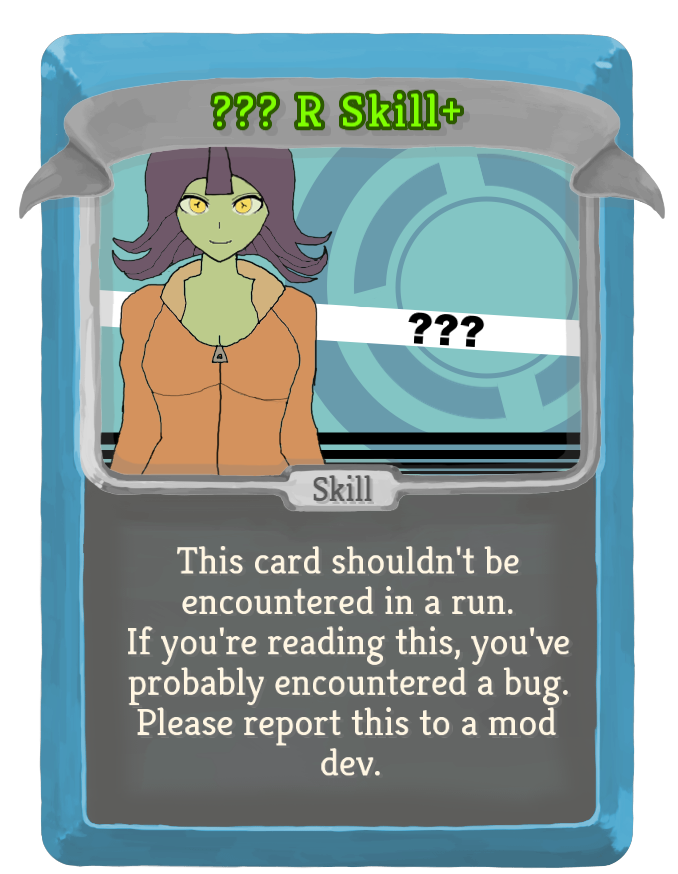 ??? R Skill+
???
Skill
This card shouldn't be
encountered in a run.
If you're reading this, you've
probably encountered a bug.
Please report this to a mod
dev.